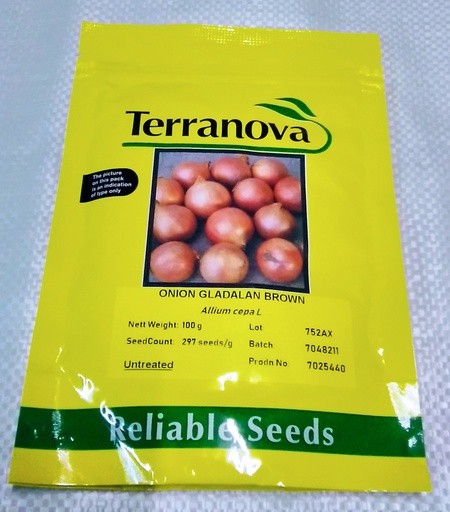 Terranova
The picture
on this pack
is an indication
of type only
ONION GLADALAN BROWN
Allium cepa L
Nett Weight: 100 g
SeedCount: 297 seeds/g
Untreated
Lot 752AX
Batch 7048211
Prodn No: 7025440
Reliable Seeds